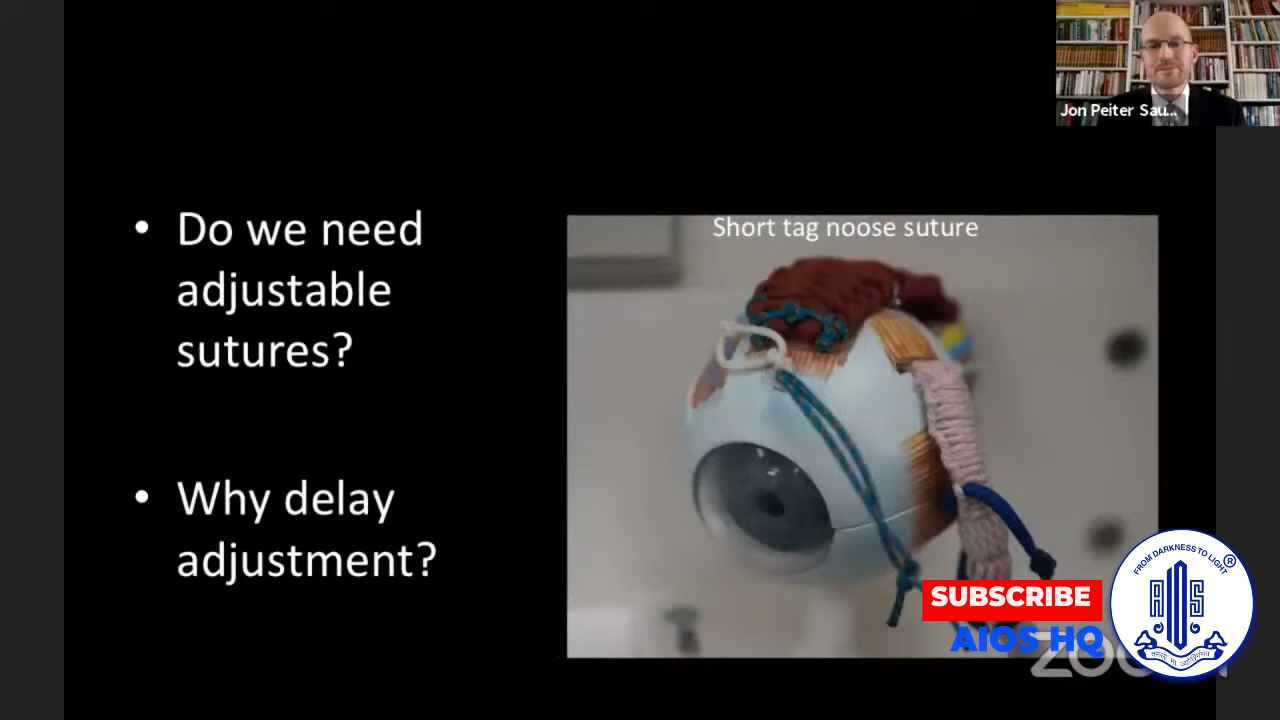 Jon Peiter Sau...
• Do we need
adjustable
sutures?
• Why delay
adjustment?
Short tag noose suture
SUBSCRIBE
AIOS HQ
FROM DARKNESS TO LIGHT
®
AIOS